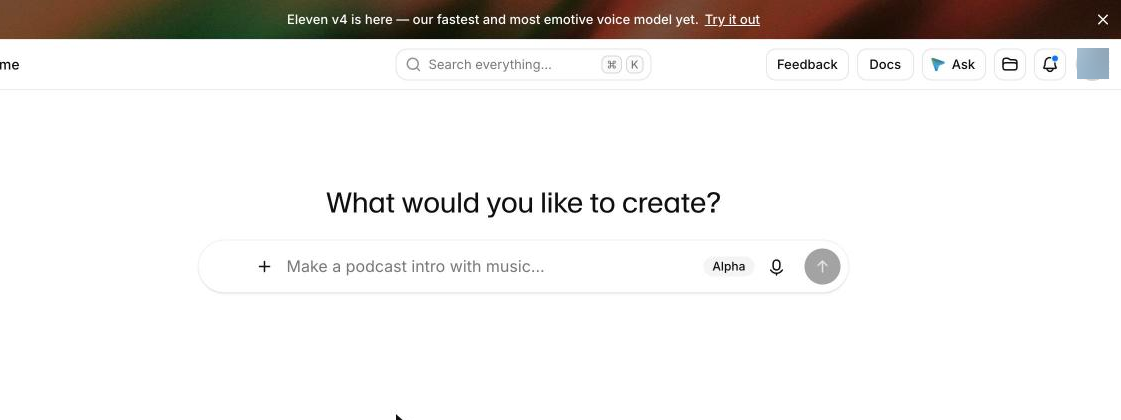 Eleven v4 is here — our fastest and most emotive voice model yet. Try it out
me
Search everything... ⌘ K
Feedback
Docs
Ask
What would you like to create?
Make a podcast intro with music...
Alpha